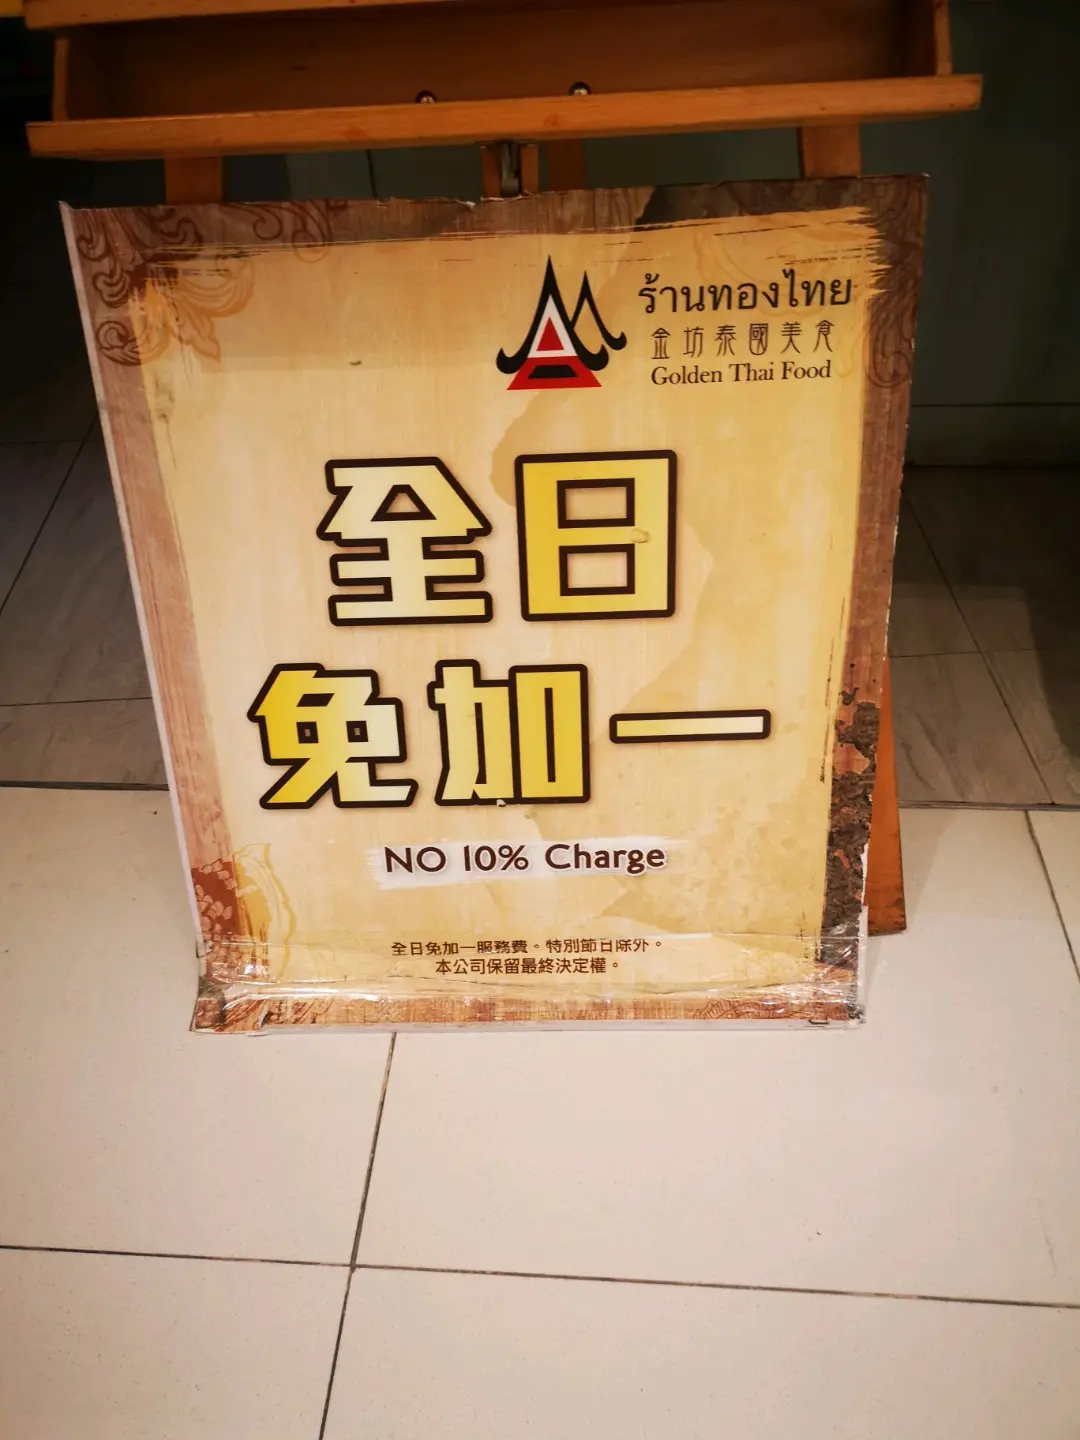 ร้านทองไทย
金坊泰國美食
Golden Thai Food
全日
免加一
NO 10% Charge
全日免加一服務費。特別節日除外。
本公司保留最終決定權。